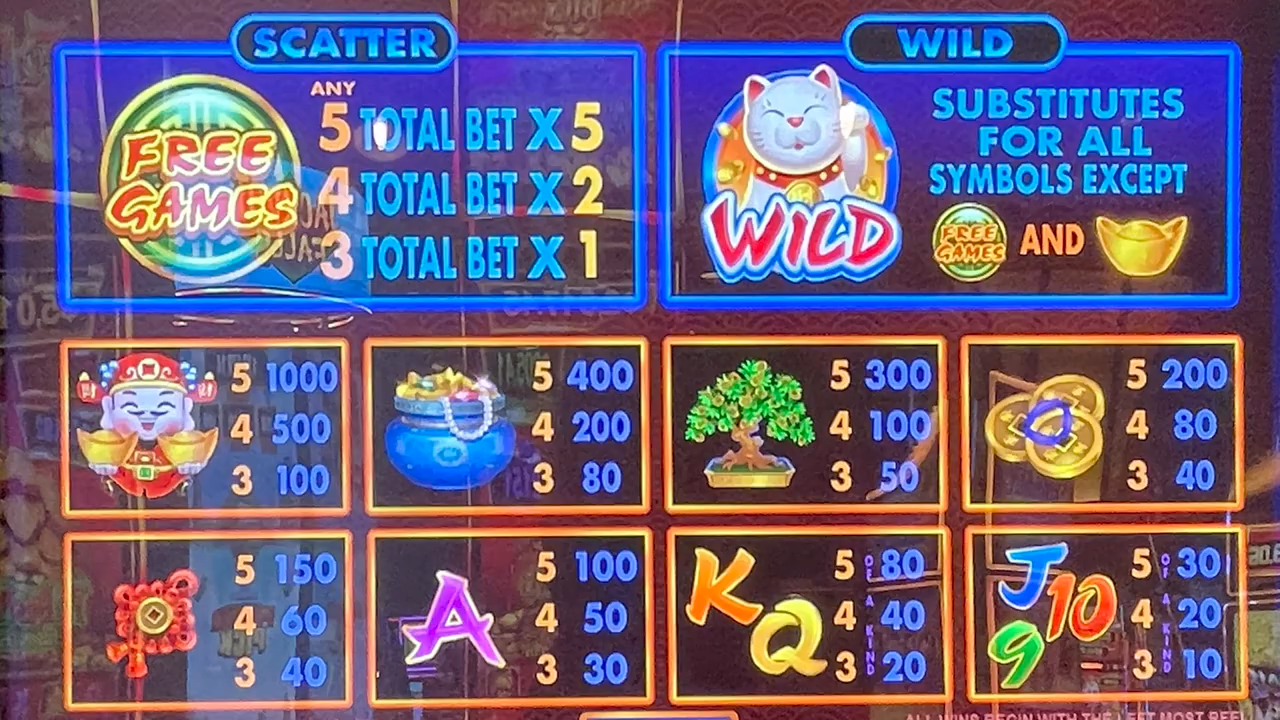 SCATTER
FREE
GAMES
ANY
5 TOTAL BET X 5
4 TOTAL BET X 2
3 TOTAL BET X 1
WILD
WILD
SUBSTITUTES
FOR ALL
SYMBOLS EXCEPT
FREE
GAMES
AND
5 1000
4 500
3 100
5 400
4 200
3 80
5 300
4 100
3 50
5 200
4 80
3 40
5 150
4 60
3 40
A
5 100
4 50
3 30
K
Q
5 80
4 40
3 20
OF A KIND
J
10
9
5 30
4 20
3 10
OF A KIND
ALL WINS BEGIN WITH THE LEFT MOST REEL